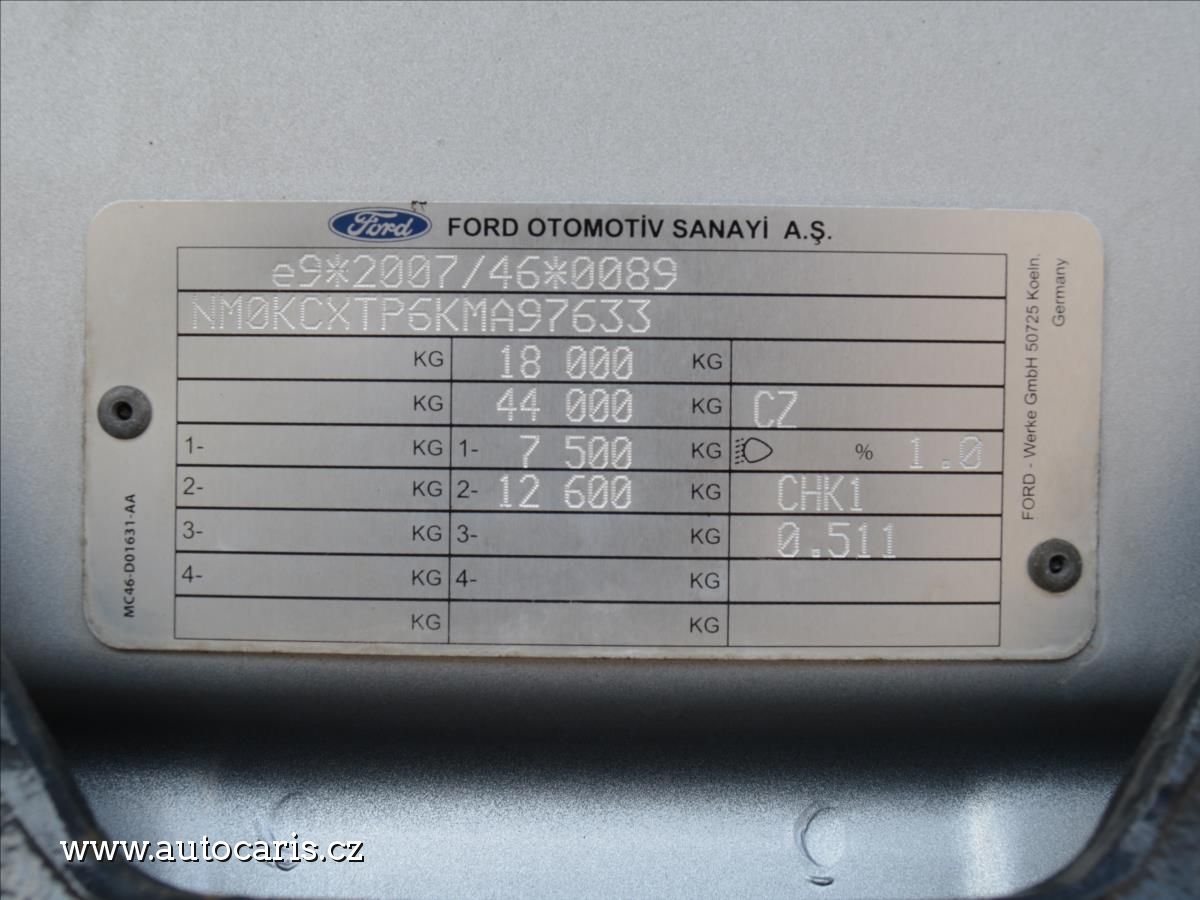 Ford FORD OTOMOTİV SANAYİ A.Ş.
e9*2007/46*0089
NM0KCXTP6KMA97633
KG 18 000 KG
KG 44 000 KG CZ
1- KG 1- 7 500 KG % 1.0
2- KG 2- 12 600 KG CHK1
3- KG 3- KG 0.511
4- KG 4- KG
KG KG
MC46-D01631-AA
FORD - Werke GmbH 50725 Koeln,
Germany
www.autocaris.cz